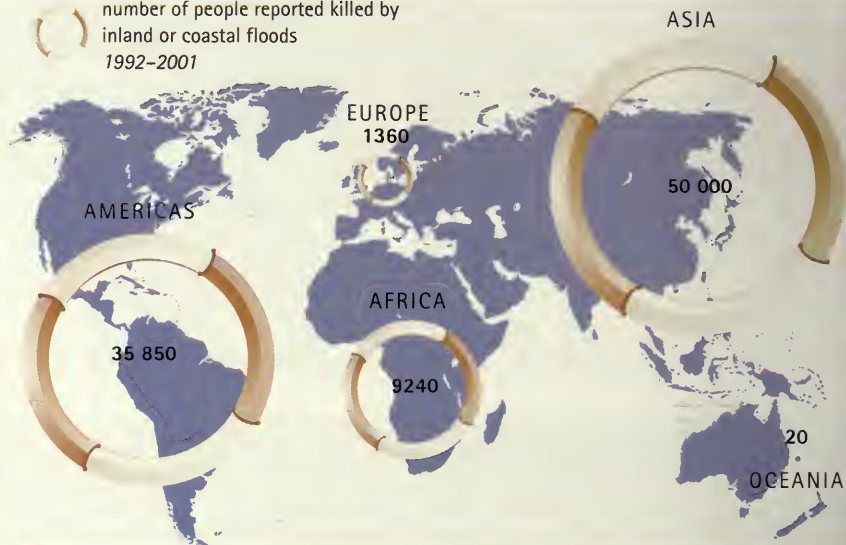 number of people reported killed by
inland or coastal floods
1992–2001
ASIA
EUROPE
1360
50 000
AMERICAS
AFRICA
35 850
9240
20
OCEANIA